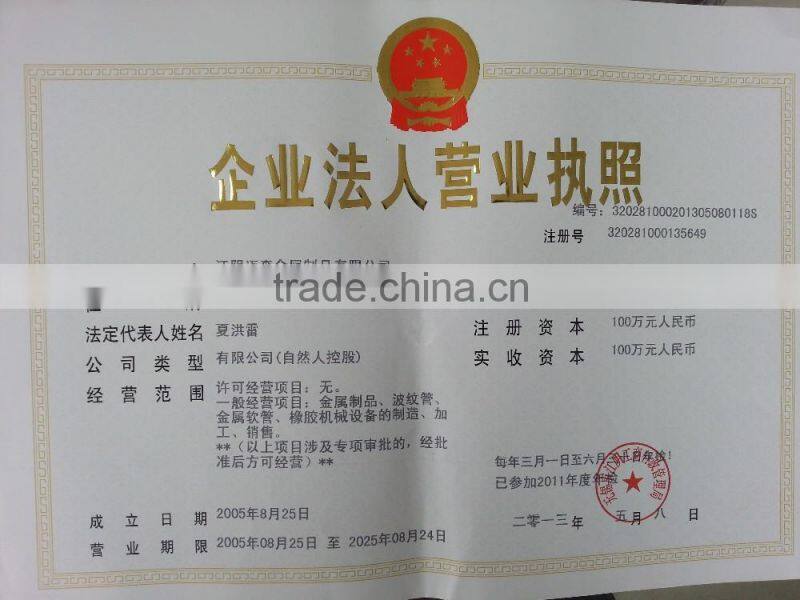 企业法人营业执照
编号：320281000201305080118S
注册号 320281000135649
trade.china.cn
法定代表人姓名 夏洪雷
注册资本 100万元人民币
公司类型 有限公司(自然人控股)
实收资本 100万元人民币
经营范围 许可经营项目：无。
一般经营项目：金属制品、波纹管、
金属软管、橡胶机械设备的制造、加
工、销售。
**（以上项目涉及专项审批的，经批
准后方可经营）**
每年三月一日至六月三十日年检！
已参加2011年度年检
成立日期 2005年8月25日
二零一三年 五月八日
营业期限 2005年08月25日 至 2025年08月24日